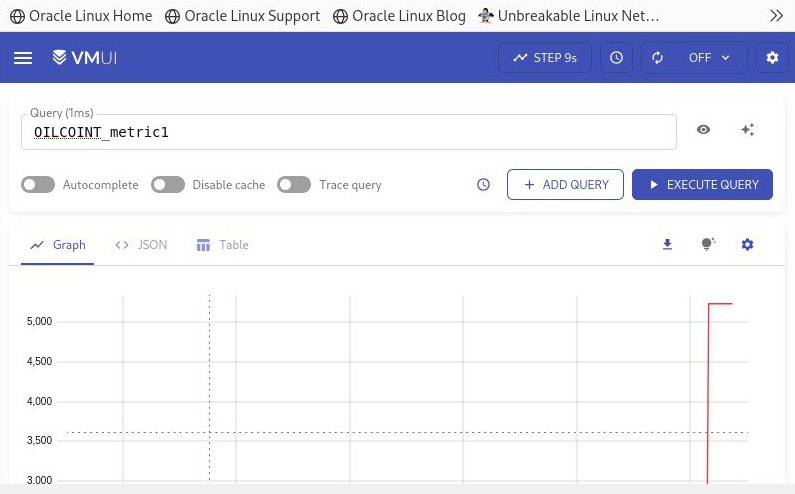 Oracle Linux Home Oracle Linux Support Oracle Linux Blog Unbreakable Linux Net…
VMUI STEP 9s OFF
Query (1ms)
OILCOINT_metric1
Autocomplete Disable cache Trace query ADD QUERY EXECUTE QUERY
Graph JSON Table
5,000
4,500
4,000
3,500
3,000